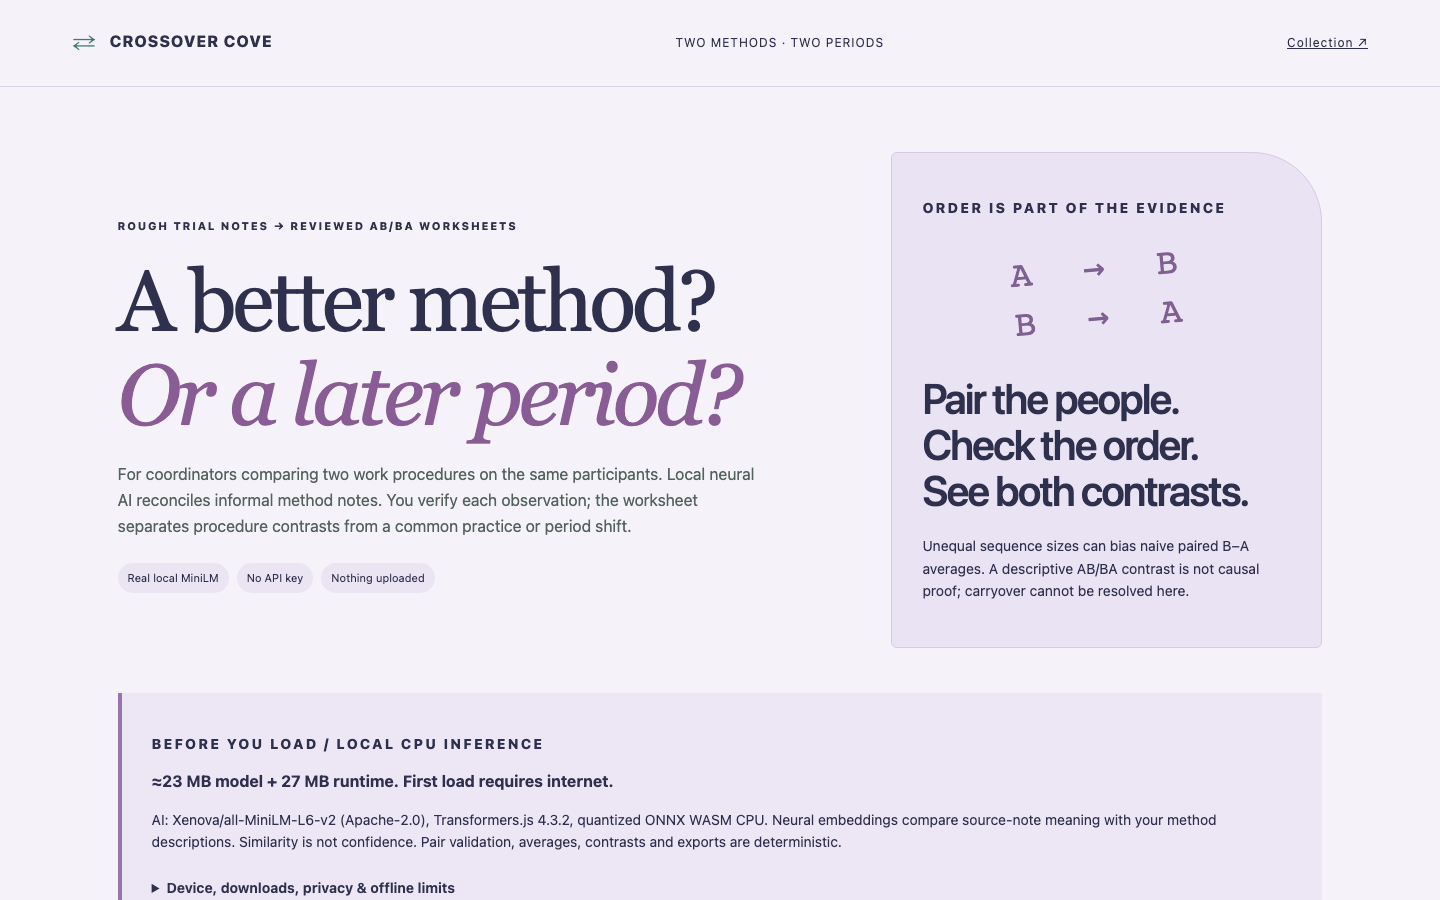 CROSSOVER COVE
TWO METHODS · TWO PERIODS
Collection ↗
ROUGH TRIAL NOTES → REVIEWED AB/BA WORKSHEETS
A better method?
Or a later period?
For coordinators comparing two work procedures on the same participants. Local neural
AI reconciles informal method notes. You verify each observation; the worksheet
separates procedure contrasts from a common practice or period shift.
Real local MiniLM
No API key
Nothing uploaded
ORDER IS PART OF THE EVIDENCE
A → B
B → A
Pair the people.
Check the order.
See both contrasts.
Unequal sequence sizes can bias naive paired B−A
averages. A descriptive AB/BA contrast is not causal
proof; carryover cannot be resolved here.
BEFORE YOU LOAD / LOCAL CPU INFERENCE
≈23 MB model + 27 MB runtime. First load requires internet.
AI: Xenova/all-MiniLM-L6-v2 (Apache-2.0), Transformers.js 4.3.2, quantized ONNX WASM CPU. Neural embeddings compare source-note meaning with your method
descriptions. Similarity is not confidence. Pair validation, averages, contrasts and exports are deterministic.
▶ Device, downloads, privacy & offline limits